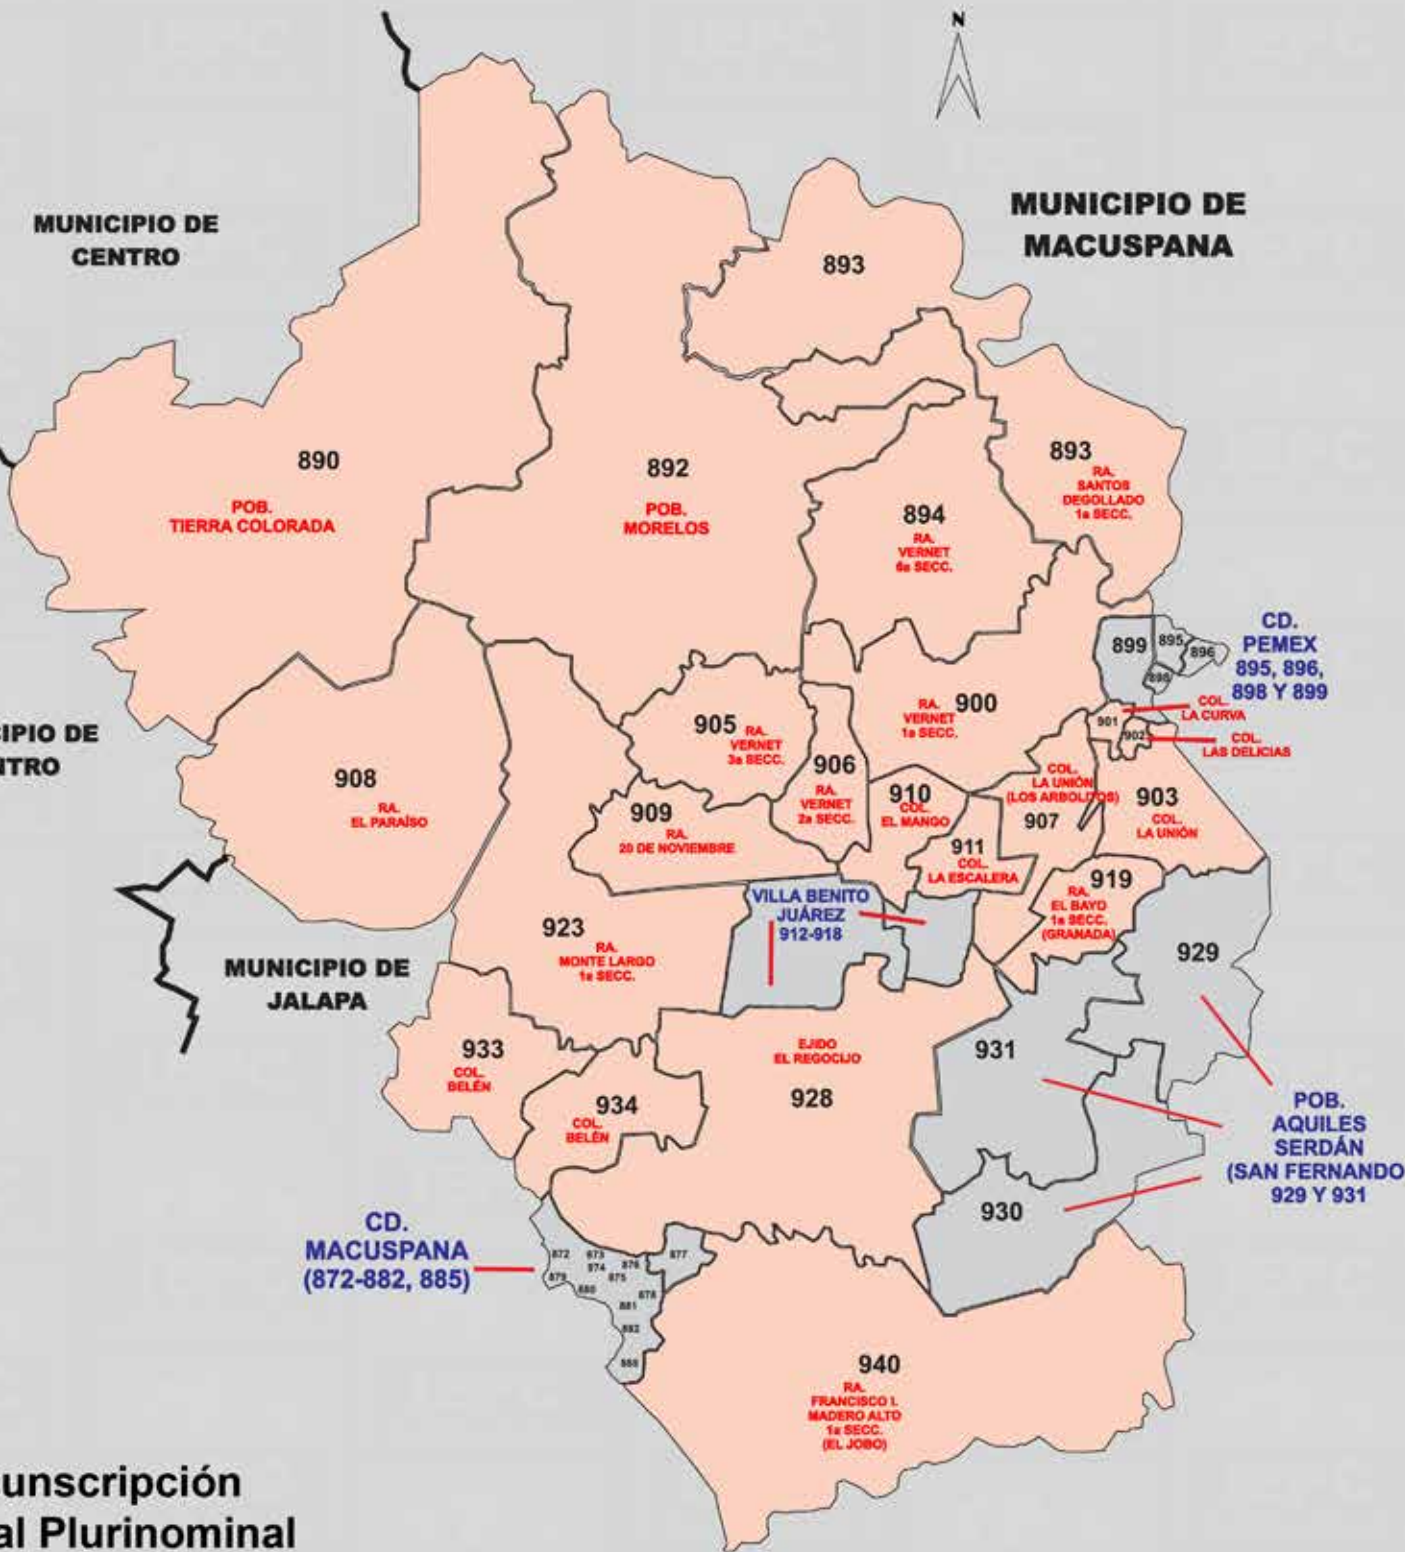 N
MUNICIPIO DE
CENTRO
MUNICIPIO DE
MACUSPANA
893
890
POB.
TIERRA COLORADA
892
POB.
MORELOS
893
RA.
SANTOS
DEGOLLADO
1a SECC.
894
RA.
VERNET
6a SECC.
CD.
PEMEX
895, 896,
898 Y 899
899
895
896
898
COL.
LA CURVA
901
902
COL.
LAS DELICIAS
900
RA.
VERNET
1a SECC.
905
RA.
VERNET
3a SECC.
906
RA.
VERNET
2a SECC.
CIPIO DE
NTRO
908
RA.
EL PARAÍSO
909
RA.
20 DE NOVIEMBRE
910
COL.
EL MANGO
COL.
LA UNIÓN
(LOS ARBOLITOS)
907
903
COL.
LA UNIÓN
911
COL.
LA ESCALERA
919
RA.
EL BAYO
1a SECC.
(GRANADA)
VILLA BENITO
JUÁREZ
912-918
923
RA.
MONTE LARGO
1a SECC.
MUNICIPIO DE
JALAPA
929
933
COL.
BELÉN
EJIDO
EL REGOCIJO
928
931
934
COL.
BELÉN
POB.
AQUILES
SERDÁN
(SAN FERNANDO
929 Y 931
930
CD.
MACUSPANA
(872-882, 885)
872
873
874
875
876
877
878
879
880
881
882
940
RA.
FRANCISCO I.
MADERO ALTO
1a SECC.
(EL JOBO)
unscripción
al Plurinominal